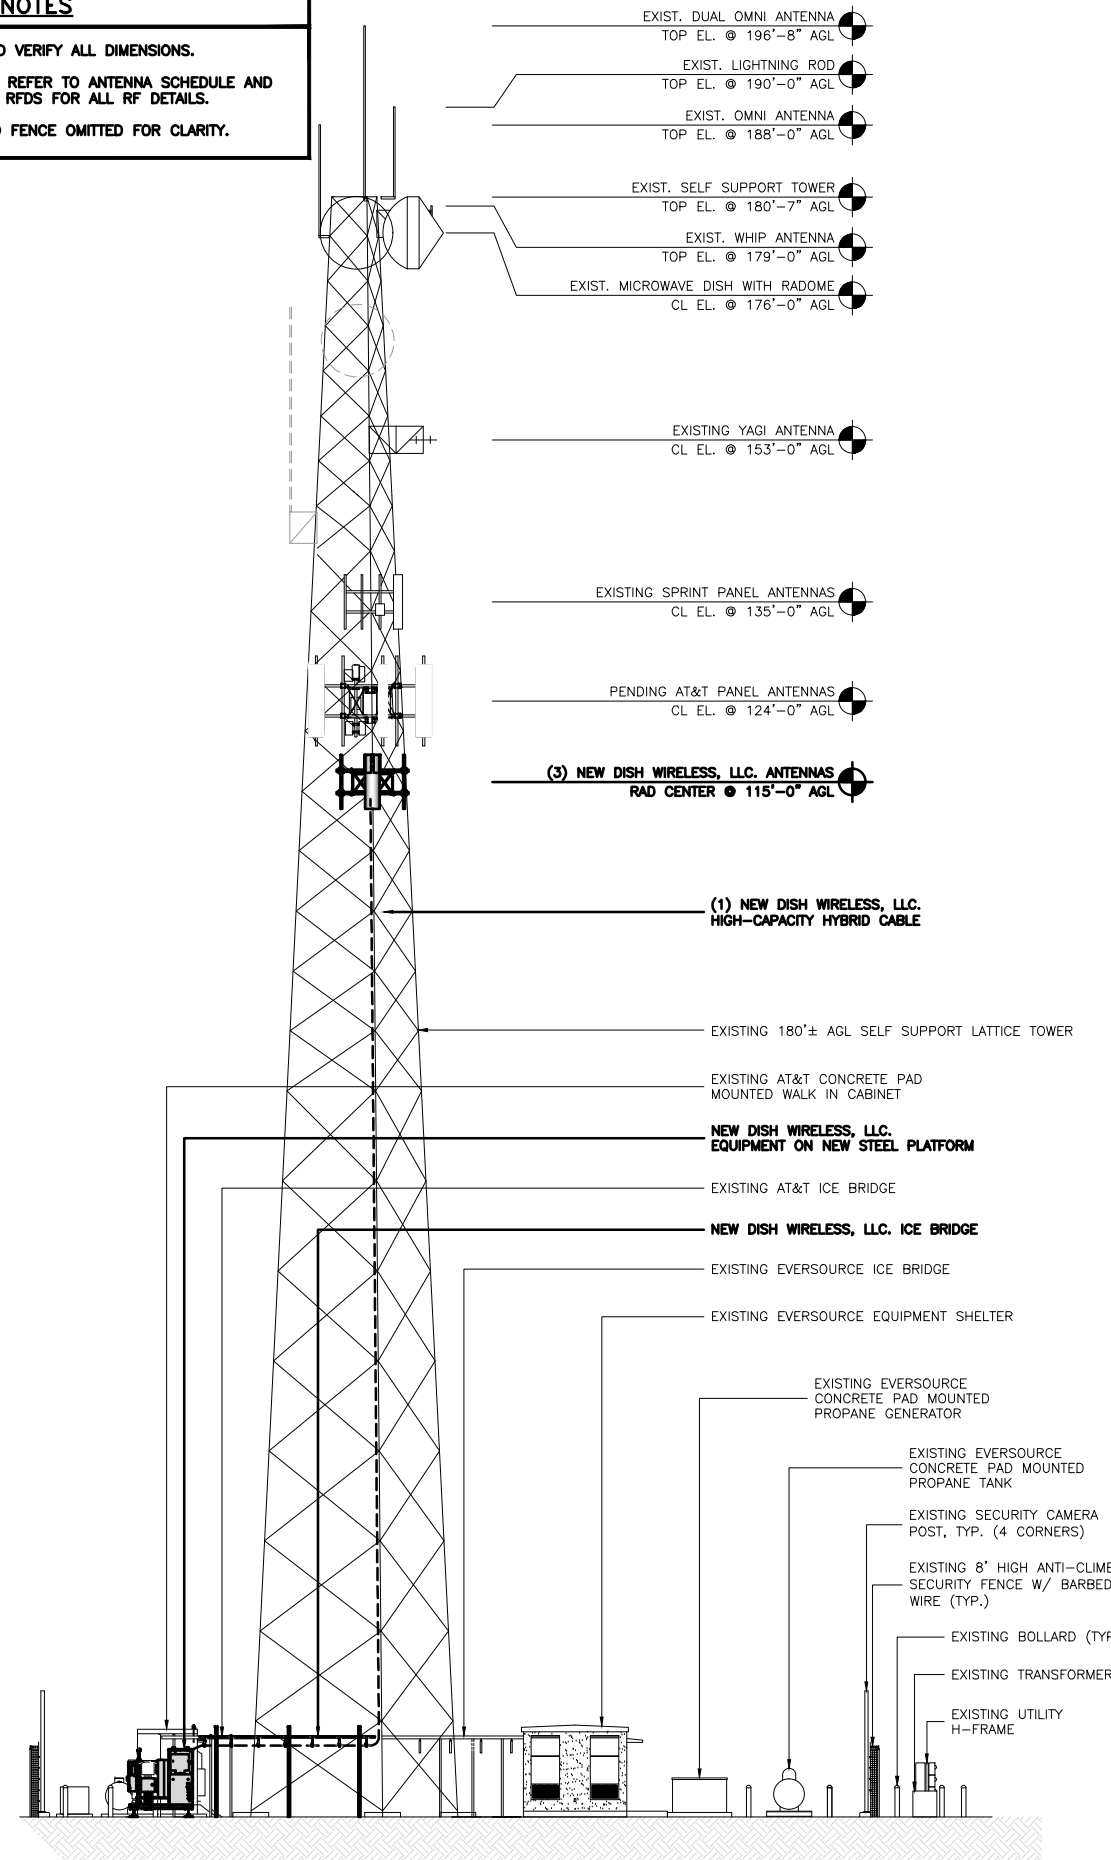 NOTES
VERIFY ALL DIMENSIONS.
REFER TO ANTENNA SCHEDULE AND
RFDS FOR ALL RF DETAILS.
FENCE OMITTED FOR CLARITY.
EXIST. DUAL OMNI ANTENNA
TOP EL. @ 196'-8" AGL
EXIST. LIGHTNING ROD
TOP EL. @ 190'-0" AGL
EXIST. OMNI ANTENNA
TOP EL. @ 188'-0" AGL
EXIST. SELF SUPPORT TOWER
TOP EL. @ 180'-7" AGL
EXIST. WHIP ANTENNA
TOP EL. @ 179'-0" AGL
EXIST. MICROWAVE DISH WITH RADOME
CL EL. @ 176'-0" AGL
EXISTING YAGI ANTENNA
CL EL. @ 153'-0" AGL
EXISTING SPRINT PANEL ANTENNAS
CL EL. @ 135'-0" AGL
PENDING AT&T PANEL ANTENNAS
CL EL. @ 124'-0" AGL
(3) NEW DISH WIRELESS, LLC. ANTENNAS
RAD CENTER @ 115'-0" AGL
(1) NEW DISH WIRELESS, LLC.
HIGH-CAPACITY HYBRID CABLE
EXISTING 180'± AGL SELF SUPPORT LATTICE TOWER
EXISTING AT&T CONCRETE PAD
MOUNTED WALK IN CABINET
NEW DISH WIRELESS, LLC.
EQUIPMENT ON NEW STEEL PLATFORM
EXISTING AT&T ICE BRIDGE
NEW DISH WIRELESS, LLC. ICE BRIDGE
EXISTING EVERSOURCE ICE BRIDGE
EXISTING EVERSOURCE EQUIPMENT SHELTER
EXISTING EVERSOURCE
CONCRETE PAD MOUNTED
PROPANE GENERATOR
EXISTING EVERSOURCE
CONCRETE PAD MOUNTED
PROPANE TANK
EXISTING SECURITY CAMERA
POST, TYP. (4 CORNERS)
EXISTING 8' HIGH ANTI-CLIMB
SECURITY FENCE W/ BARBED
WIRE (TYP.)
EXISTING BOLLARD (TYP
EXISTING TRANSFORMER
EXISTING UTILITY
H-FRAME